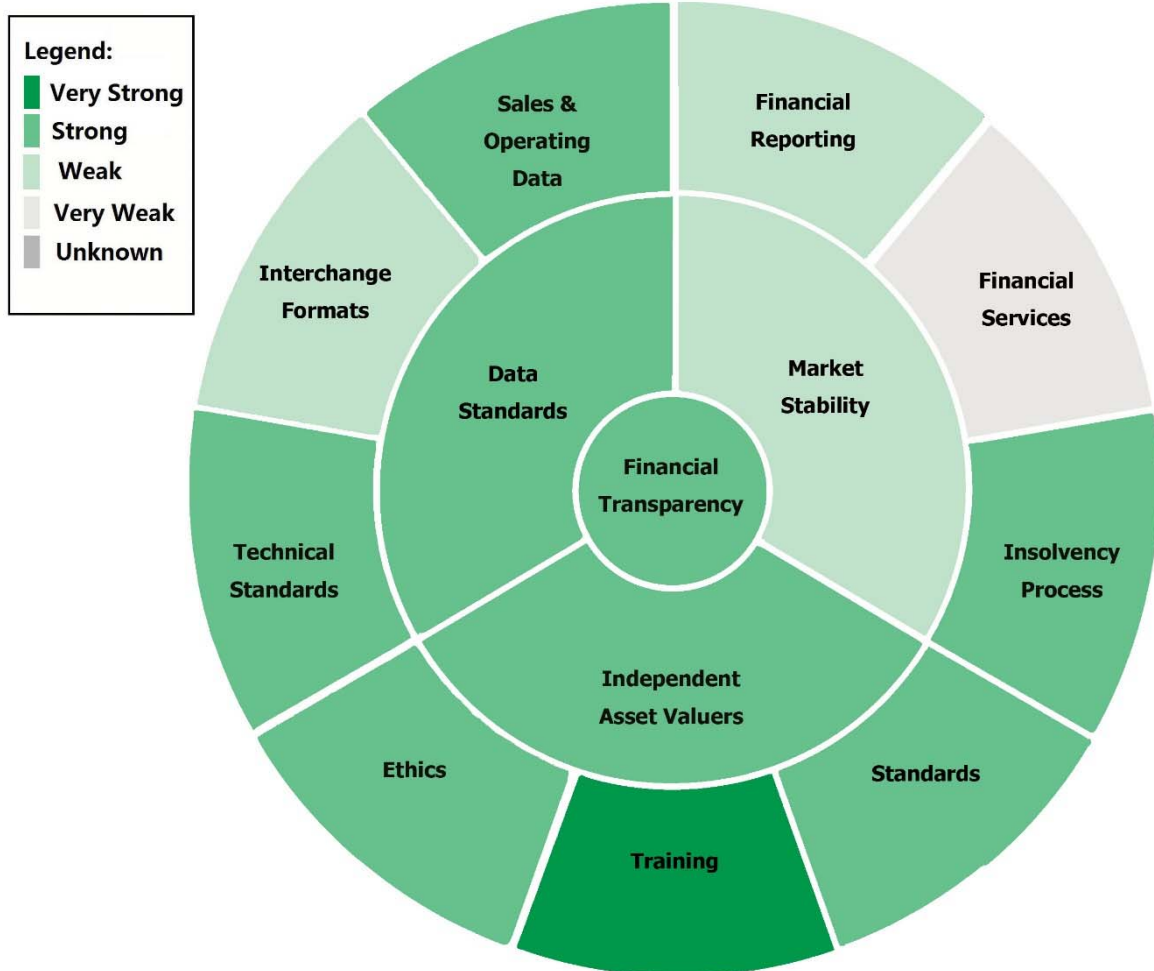 Legend:
Very Strong
Strong
Weak
Very Weak
Unknown
Sales &
Operating
Data
Financial
Reporting
Interchange
Formats
Financial
Services
Data
Standards
Market
Stability
Financial
Transparency
Technical
Standards
Insolvency
Process
Independent
Asset Valuers
Ethics
Standards
Training